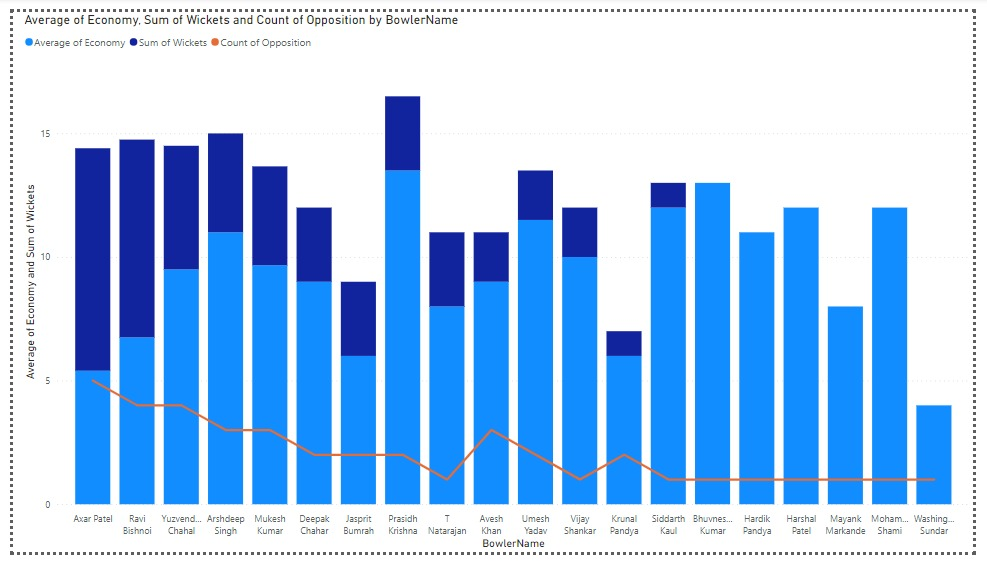 Average of Economy, Sum of Wickets and Count of Opposition by BowlerName
Average of Economy Sum of Wickets Count of Opposition
15
10
5
0
Average of Economy and Sum of Wickets
Axar Patel Ravi Yuzvend... Arshdeep Mukesh Deepak Jasprit Prasidh T Avesh Umesh Vijay Krunal Siddarth Bhuvnes... Hardik Harshal Mayank Moham... Washing...
Bishnoi Chahal Singh Kumar Chahar Bumrah Krishna Natarajan Khan Yadav Shankar Pandya Kaul Kumar Pandya Patel Markande Shami Sundar
BowlerName